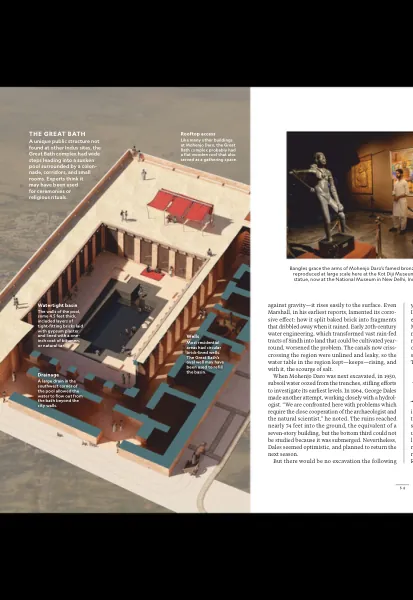 THE GREAT BATH
A unique public structure not
found at other Indus sites, the
Great Bath complex had wide
steps leading into a sunken
pool surrounded by a colon-
nade, corridors, and small
rooms. Experts think it
may have been used
for ceremonies or
religious rituals.
Rooftop access
Like many other buildings
at Mohenjo Daro, the Great
Bath complex probably had
a flat wooden roof that also
served as a gathering space.
Watertight basin
The walls of the pool,
some 4.5 feet thick,
included layers of
tight-fitting bricks laid
with gypsum plaster
and lined with a one-
inch coat of bitumen,
or natural tar.
Drainage
A large drain in the
southwest corner of
the pool allowed the
water to flow out from
the bath beyond the
city walls.
Wells
Most residential
areas had circular
brick-lined wells.
The Great Bath's
oval well may have
been used to refill
the basin.
Bangles grace the arms of Mohenjo Daro's famed bronz
reproduced at large scale here at the Kot Diji Museum
statue, now at the National Museum in New Delhi, Ind
against gravity—it rises easily to the surface. Even
Marshall, in his earliest reports, lamented its corro-
sive effect: how it split baked brick into fragments
that dribbled away when it rained. Early 20th-century
water engineering, which transformed vast rain-fed
tracts of Sindh into land that could be cultivated year-
round, worsened the problem. The canals now criss-
crossing the region were unlined and leaky, so the
water table in the region kept—keeps—rising, and
with it, the scourge of salt.
When Mohenjo Daro was next excavated, in 1950,
subsoil water oozed from the trenches, stifling efforts
to investigate its earliest levels. In 1964, George Dales
made another attempt, working closely with a hydrol-
ogist. "We are confronted here with problems which
require the close cooperation of the archaeologist and
the natural scientist," he noted. The ruins reached
nearly 74 feet into the ground, the equivalent of a
seven-story building, but the bottom third could not
be studied because it was submerged. Nevertheless,
Dales seemed optimistic, and planned to return the
next season.
But there would be no excavation the following